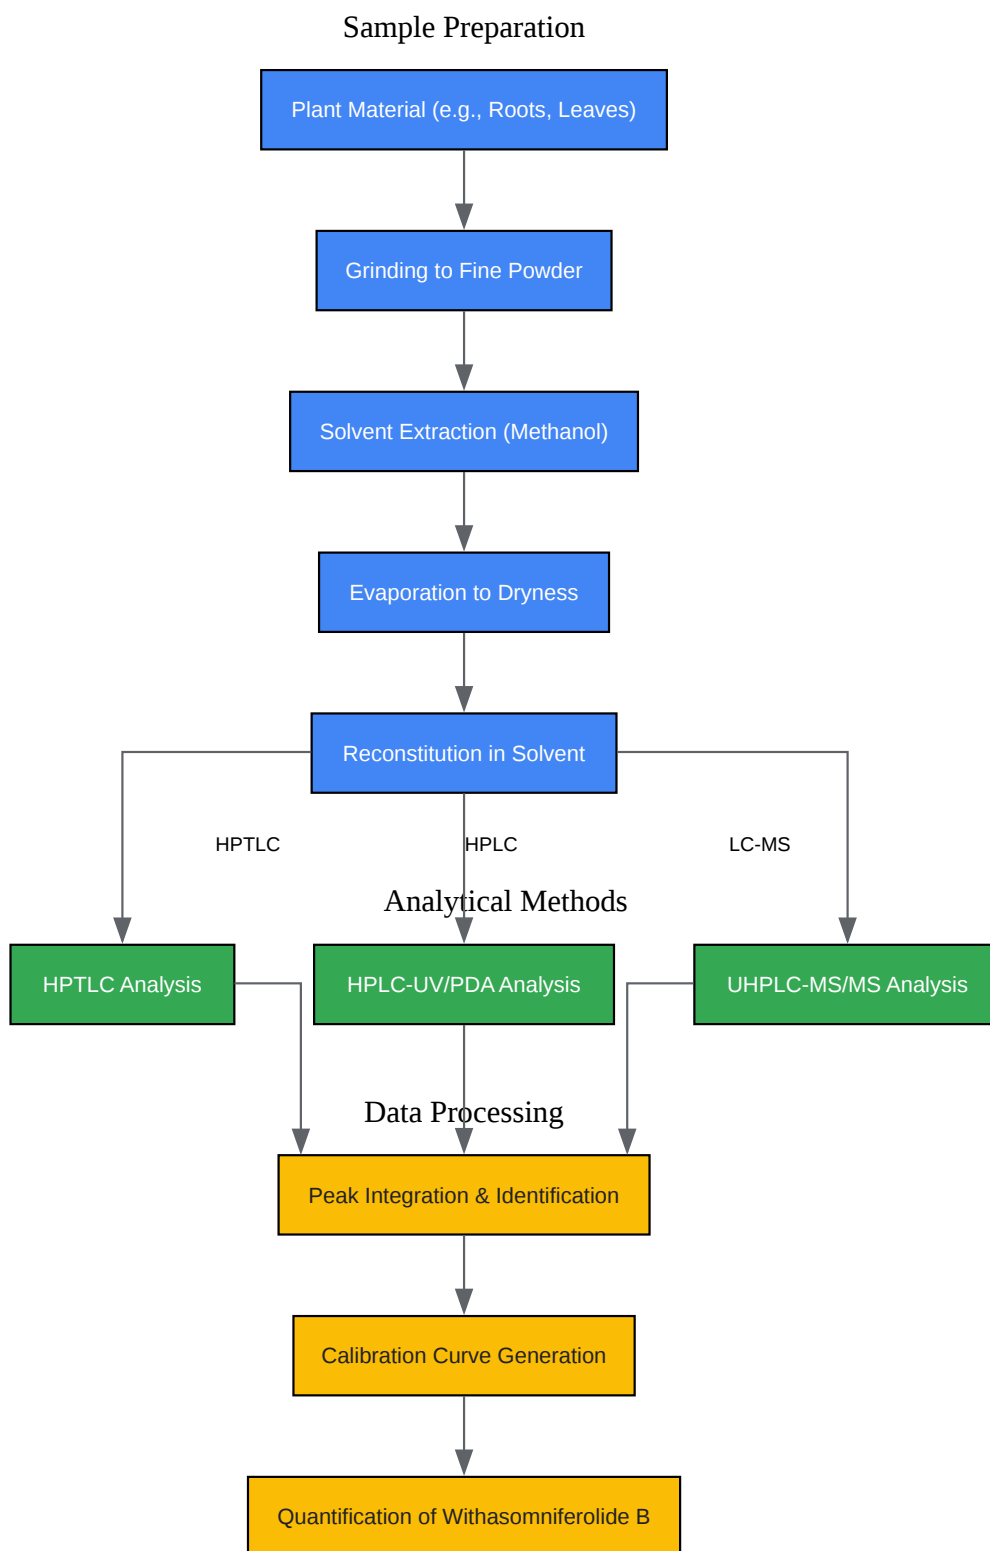 Sample Preparation
Plant Material (e.g., Roots, Leaves)
Grinding to Fine Powder
Solvent Extraction (Methanol)
Evaporation to Dryness
Reconstitution in Solvent
HPTLC
HPLC
LC-MS
Analytical Methods
HPTLC Analysis
HPLC-UV/PDA Analysis
UHPLC-MS/MS Analysis
Data Processing
Peak Integration & Identification
Calibration Curve Generation
Quantification of Withasomniferolide B